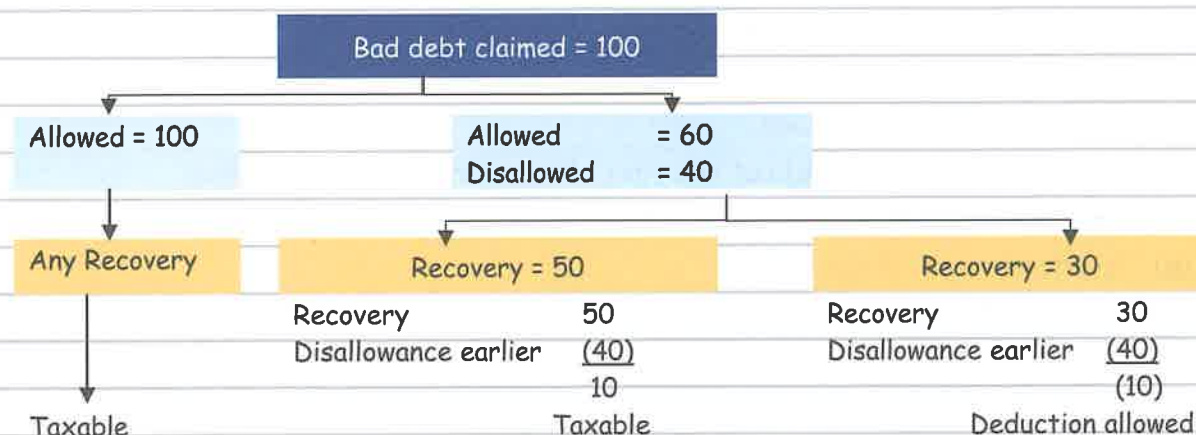 Bad debt claimed = 100
Allowed = 100
Allowed = 60
Disallowed = 40
Any Recovery
Recovery = 50
Recovery = 30
Recovery 50
Disallowance earlier (40)
10
Recovery 30
Disallowance earlier (40)
(10)
Taxable
Taxable
Deduction allowed